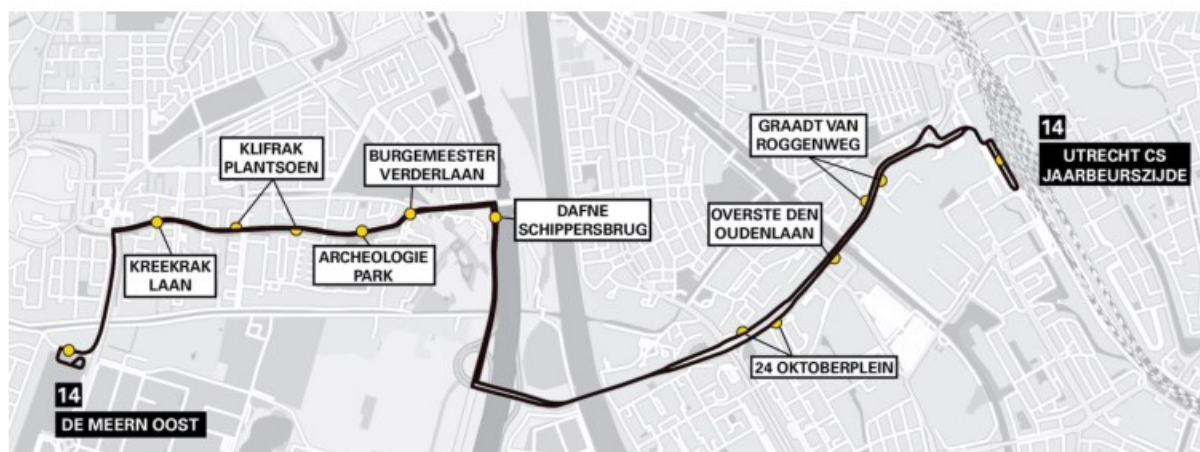 GRAADT VAN
ROGGENWEG
14
UTRECHT CS
JAARBEURSZIJDE
KLIFRAK
PLANTSOEN
BURGEMEESTER
VERDERLAAN
DAFNE
SCHIPPERSBRUG
OVERSTE DEN
OUDENLAAN
KREEKRAK
LAAN
ARCHEOLOGIE
PARK
24 OKTOBERPLEIN
14
DE MEERN OOST